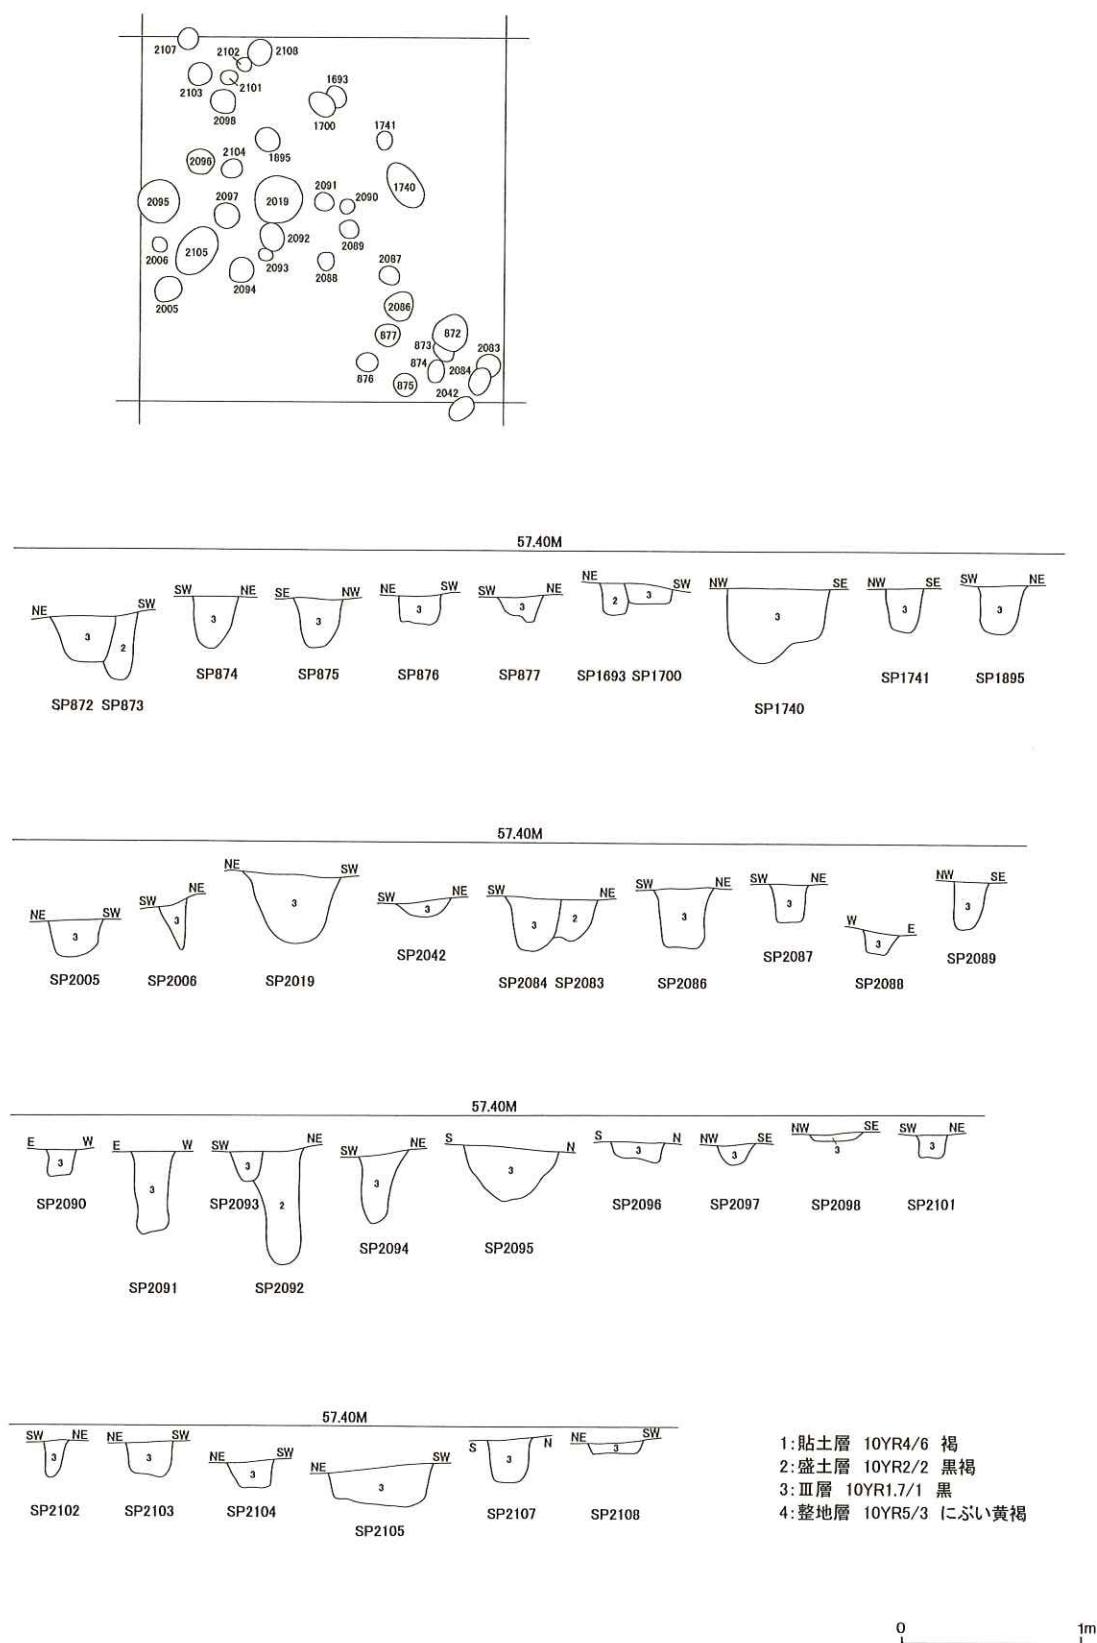 2107
2102 2108
2103 2101
2098
1693
1700
1741
1895
2096 2104
1740
2095 2097 2019 2091 2090
2092 2089
2006 2105 2093
2094 2088 2087
2005
2086
877 872
873 2083
876 874 2084
875
2042
57.40M
NE SW SW NE SE NW NE SW SW NE NE SW NW SE NW SE SW NE
3 2 3 3 3 3 2 3 3 3 3
SP872 SP873 SP874 SP875 SP876 SP877 SP1693 SP1700 SP1740 SP1741 SP1895
57.40M
NE SW SW NE NE SW SW NE SW NE SW NE SW NE W E NW SE
3 3 3 3 3 2 3 3 3 3
SP2005 SP2006 SP2019 SP2042 SP2084 SP2083 SP2086 SP2087 SP2088 SP2089
57.40M
E W E W SW NE SW NE S N S N NW SE NW SE SW NE
3 3 3 2 3 3 3 3 3 3
SP2090 SP2091 SP2093 SP2092 SP2094 SP2095 SP2096 SP2097 SP2098 SP2101
57.40M
SW NE NE SW NE SW NE SW S N NE SW
3 3 3 3 3 3
SP2102 SP2103 SP2104 SP2105 SP2107 SP2108
1:貼土層 10YR4/6 褐
2:盛土層 10YR2/2 黒褐
3:Ⅲ層 10YR1.7/1 黒
4:整地層 10YR5/3 にぶい黄褐
0 1m